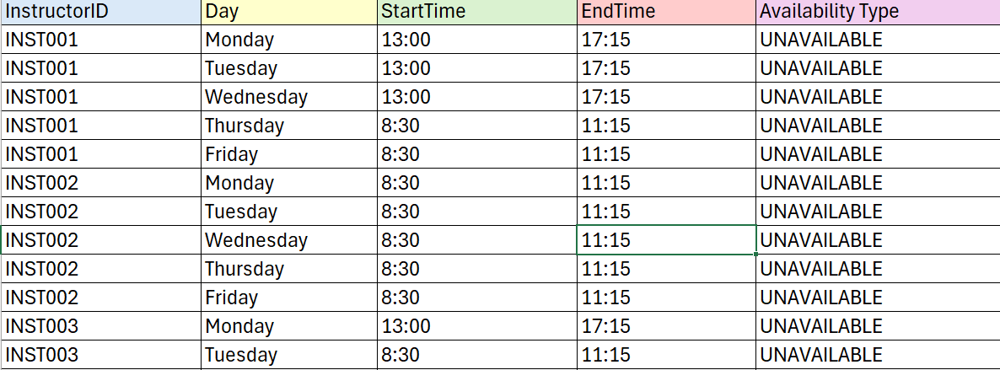 InstructorID Day StartTime EndTime Availability Type
INST001 Monday 13:00 17:15 UNAVAILABLE
INST001 Tuesday 13:00 17:15 UNAVAILABLE
INST001 Wednesday 13:00 17:15 UNAVAILABLE
INST001 Thursday 8:30 11:15 UNAVAILABLE
INST001 Friday 8:30 11:15 UNAVAILABLE
INST002 Monday 8:30 11:15 UNAVAILABLE
INST002 Tuesday 8:30 11:15 UNAVAILABLE
INST002 Wednesday 8:30 11:15 UNAVAILABLE
INST002 Thursday 8:30 11:15 UNAVAILABLE
INST002 Friday 8:30 11:15 UNAVAILABLE
INST003 Monday 13:00 17:15 UNAVAILABLE
INST003 Tuesday 8:30 11:15 UNAVAILABLE